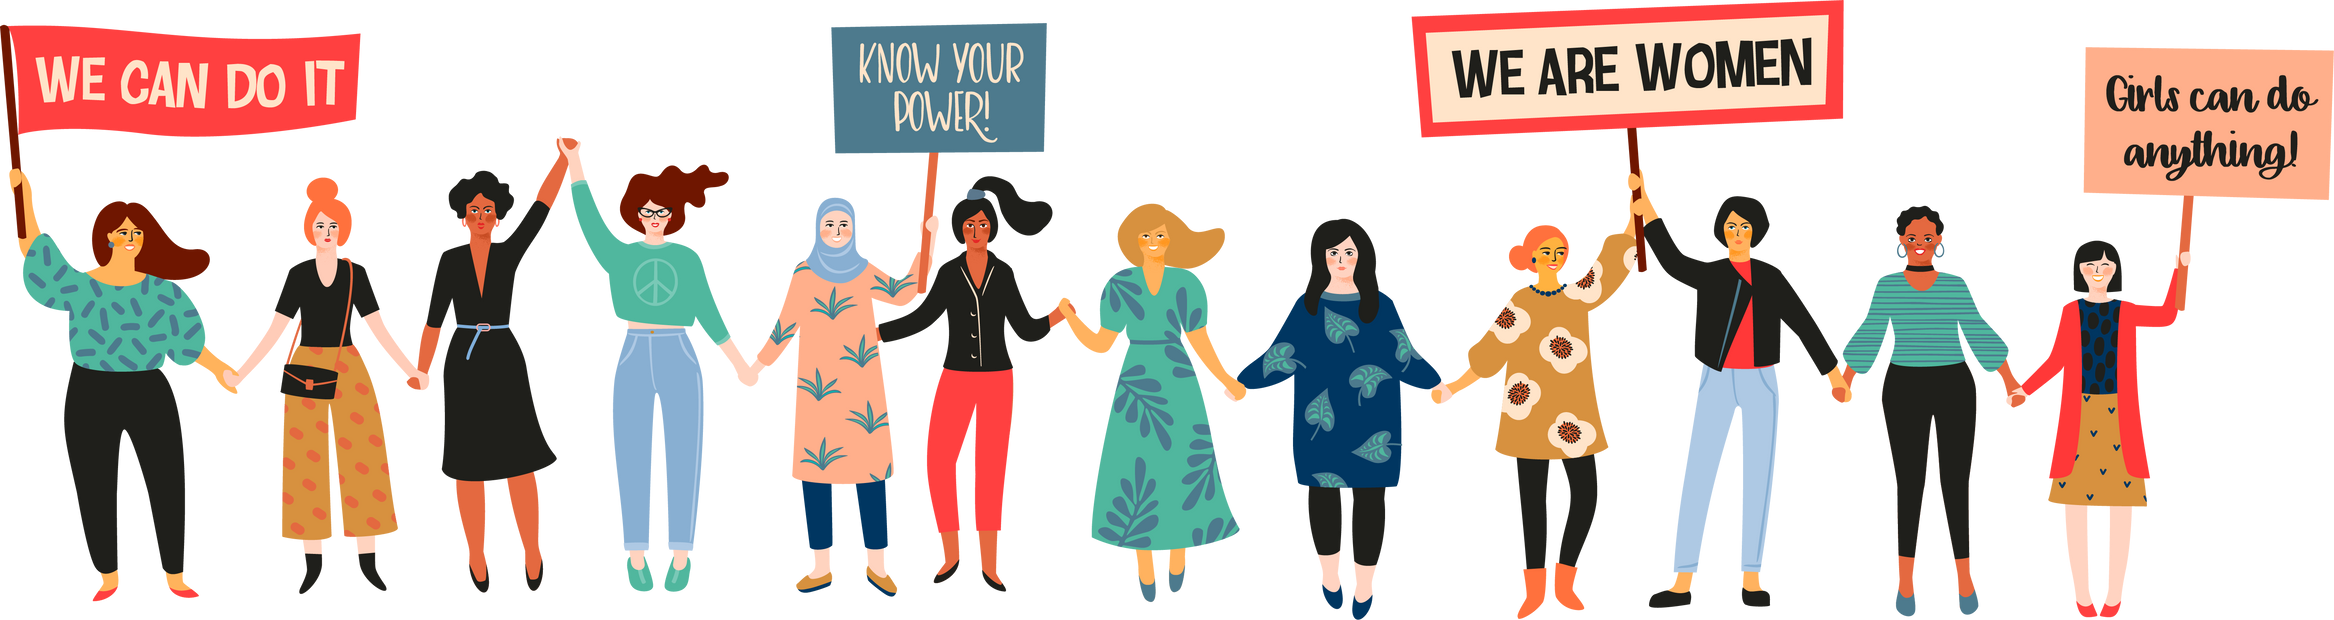 WE CAN DO IT
KNOW YOUR
POWER!
WE ARE WOMEN
Girls can do
anything!